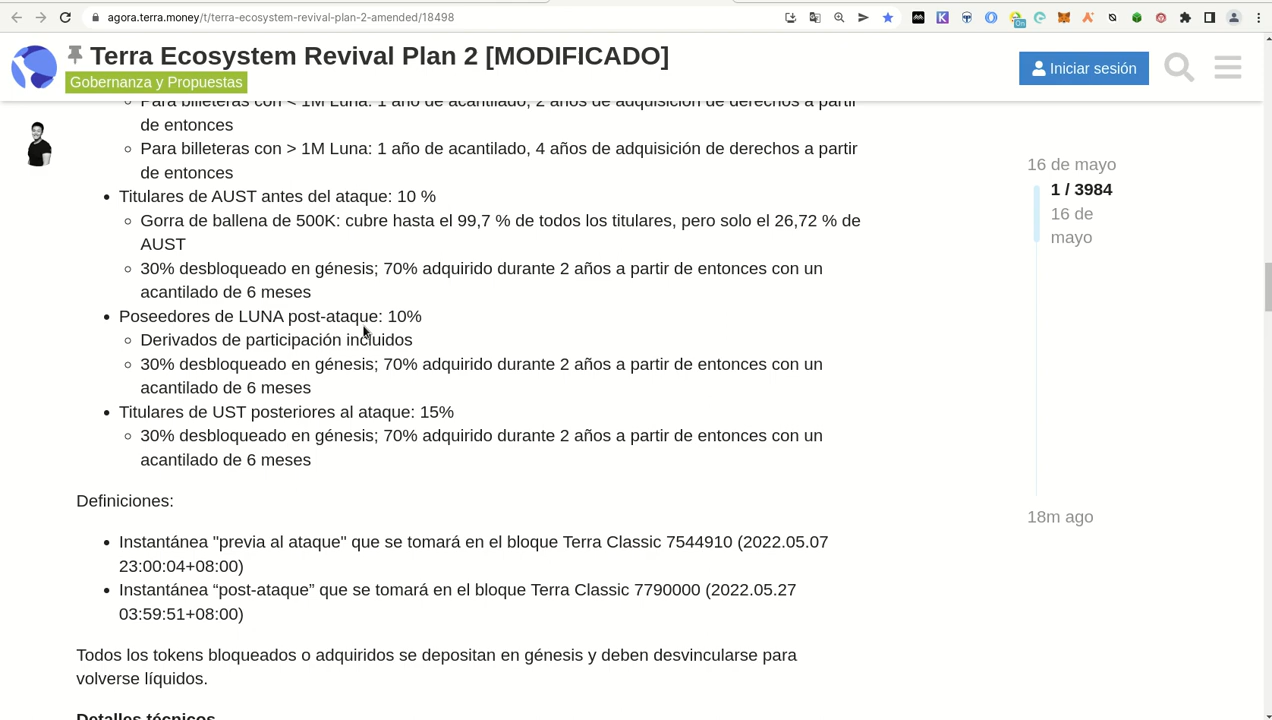 agora.terra.money/t/terra-ecosystem-revival-plan-2-amended/18498
On
Terra Ecosystem Revival Plan 2 [MODIFICADO]
Gobernanza y Propuestas
Iniciar sesión
Para billeteras con < 1M Luna: 1 año de acantilado, 2 años de adquisición de derechos a partir
de entonces
Para billeteras con > 1M Luna: 1 año de acantilado, 4 años de adquisición de derechos a partir
de entonces
Titulares de AUST antes del ataque: 10 %
Gorra de ballena de 500K: cubre hasta el 99,7 % de todos los titulares, pero solo el 26,72 % de
AUST
30% desbloqueado en génesis; 70% adquirido durante 2 años a partir de entonces con un
acantilado de 6 meses
Poseedores de LUNA post-ataque: 10%
Derivados de participación incluidos
30% desbloqueado en génesis; 70% adquirido durante 2 años a partir de entonces con un
acantilado de 6 meses
Titulares de UST posteriores al ataque: 15%
30% desbloqueado en génesis; 70% adquirido durante 2 años a partir de entonces con un
acantilado de 6 meses
Definiciones:
Instantánea "previa al ataque" que se tomará en el bloque Terra Classic 7544910 (2022.05.07
23:00:04+08:00)
Instantánea “post-ataque” que se tomará en el bloque Terra Classic 7790000 (2022.05.27
03:59:51+08:00)
Todos los tokens bloqueados o adquiridos se depositan en génesis y deben desvincularse para
volverse líquidos.
Detalles técnicos
16 de mayo
1 / 3984
16 de
mayo
18m ago